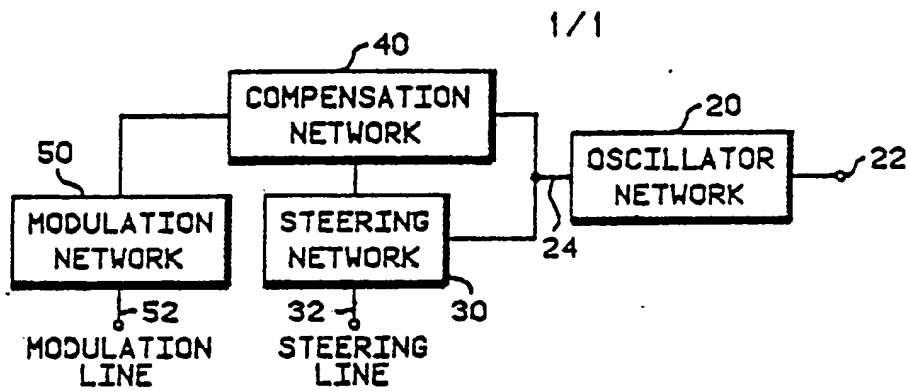 1/1
40
COMPENSATION
NETWORK
20
OSCILLATOR
NETWORK
22
50
MODULATION
NETWORK
STEERING
NETWORK
24
52
32
30
MODULATION
LINE
STEERING
LINE